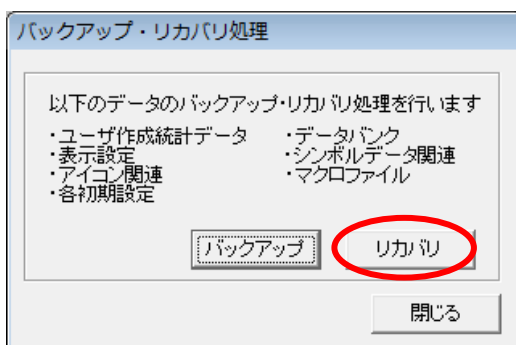 バックアップ・リカバリ処理
以下のデータのバックアップ・リカバリ処理を行います
・ユーザ作成統計データ ・データバンク
・表示設定 ・シンボルデータ関連
・アイコン関連 ・マクロファイル
・各初期設定
バックアップ リカバリ
閉じる